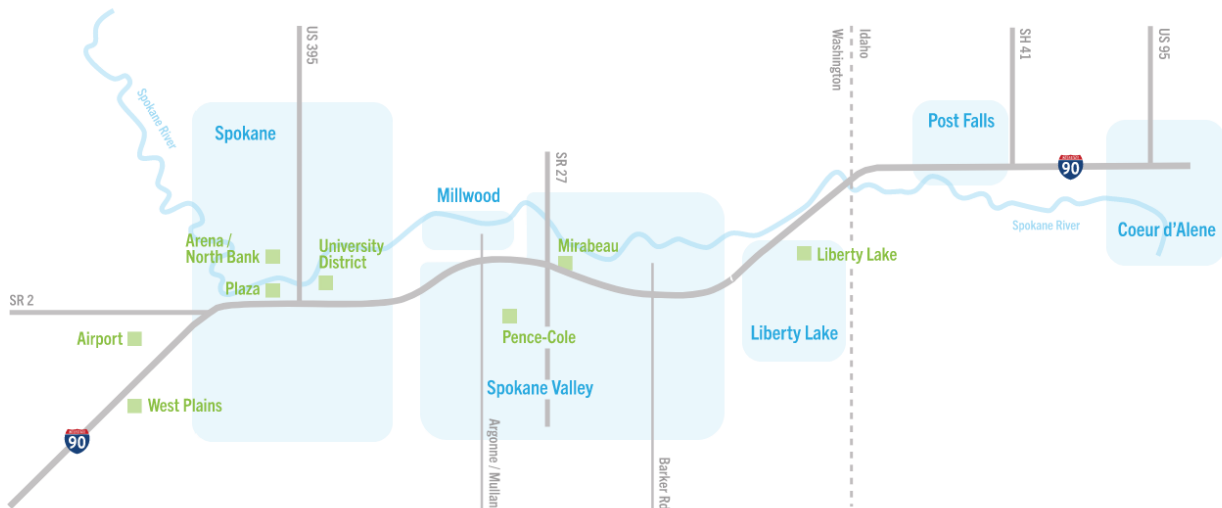 US 395
Idaho
Washington
SH 41
US 95
Spokane River
Spokane
Post Falls
90
SR 27
Millwood
Spokane River
Coeur d'Alene
Arena /
North Bank
University
District
Mirabeau
Liberty Lake
Plaza
SR 2
Airport
Pence-Cole
Liberty Lake
West Plains
Spokane Valley
90
Argonne / Mullan
Barker Rd